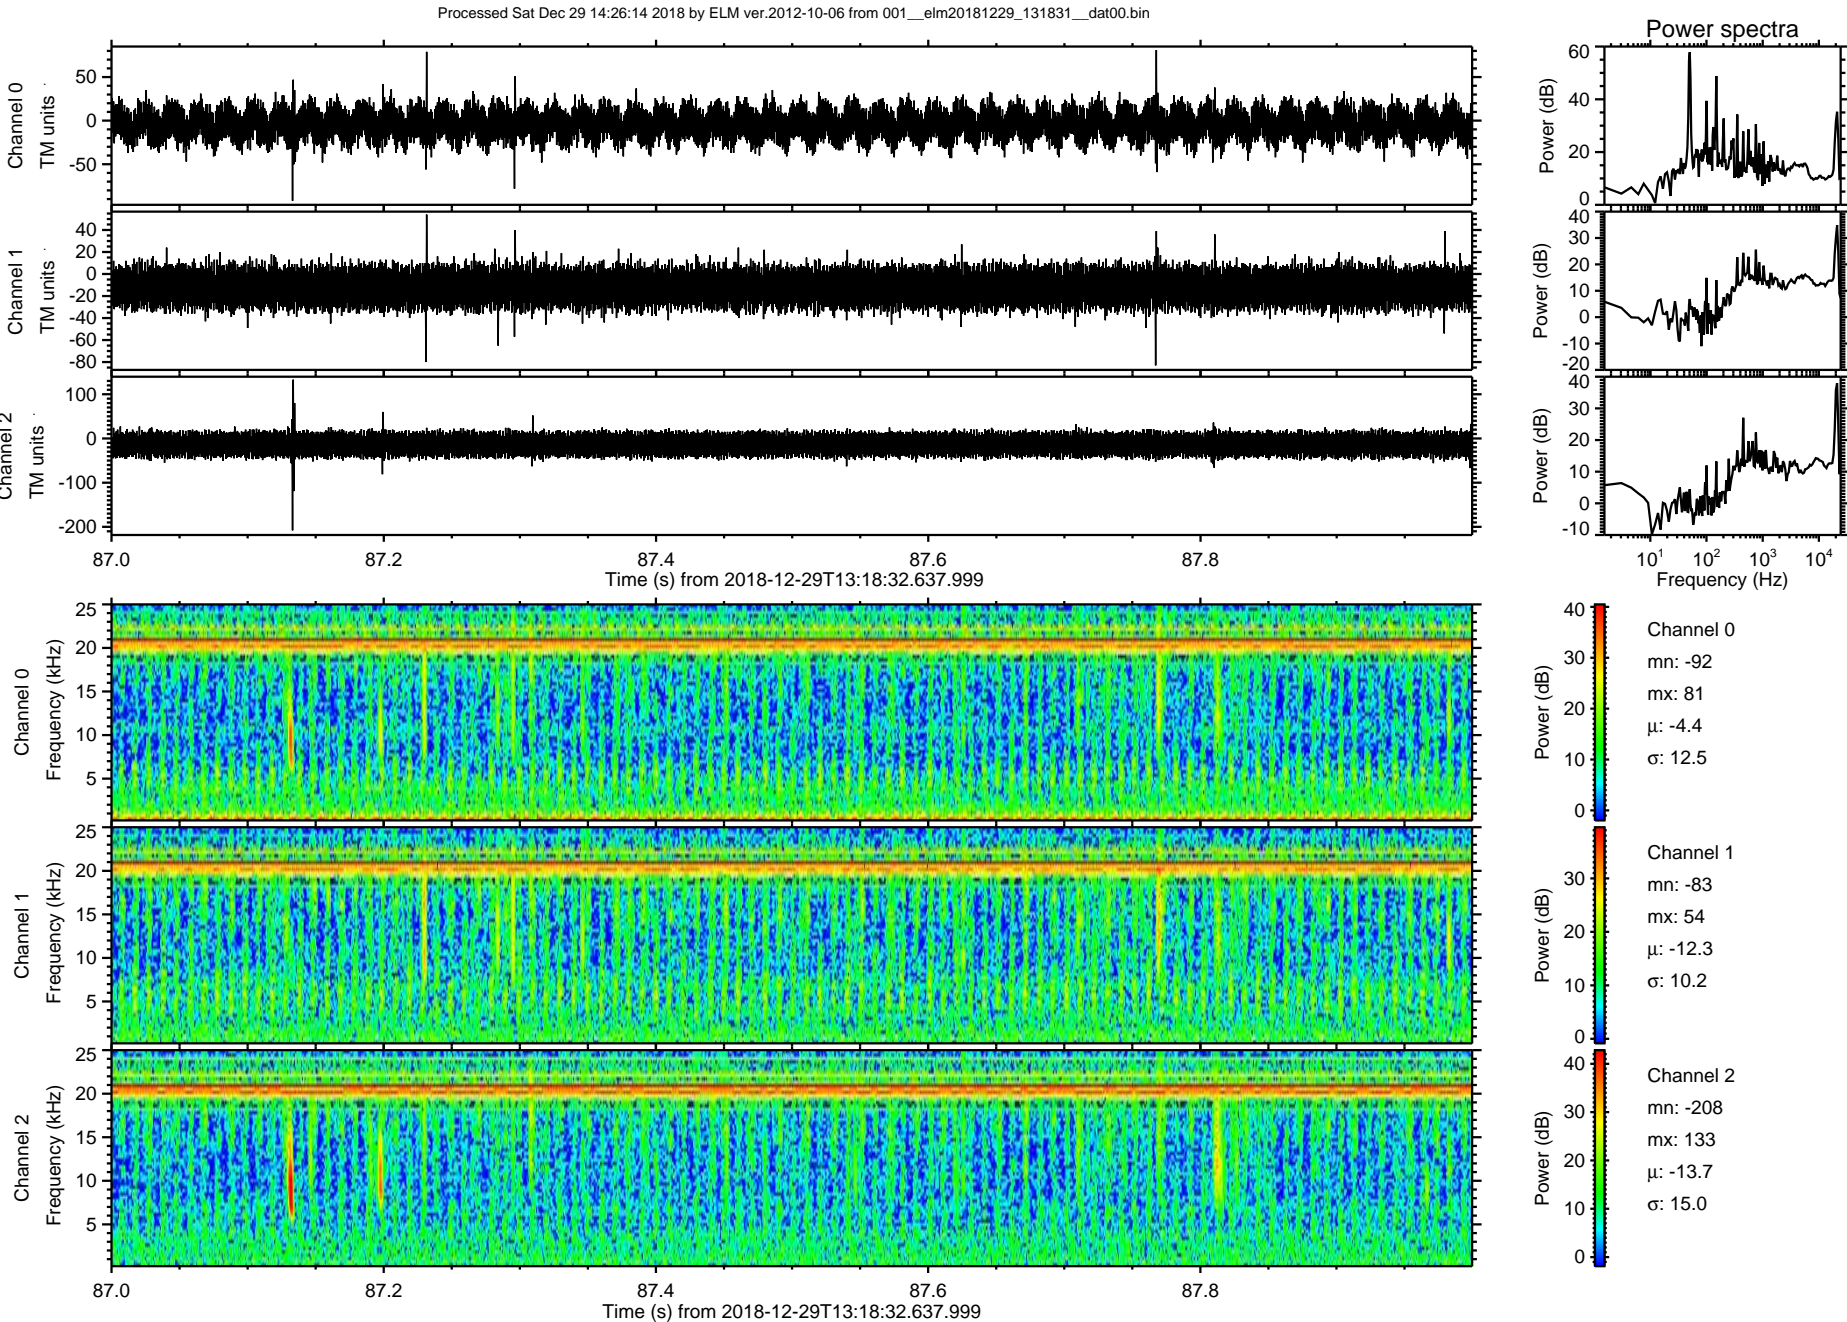 Processed Sat Dec 29 14:26:14 2018 by ELM ver.2012-10-06 from 001__elm20181229_131831__dat00.bin
Power spectra
Channel 0
TM units
50
0
-50
Power (dB)
60
40
20
0
Channel 1
TM units
40
20
0
-20
-40
-60
-80
Power (dB)
40
30
20
10
0
-10
-20
Channel 2
TM units
100
0
-100
-200
Power (dB)
40
30
20
10
0
-10
87.0 87.2 87.4 87.6 87.8
Time (s) from 2018-12-29T13:18:32.637.999
10¹ 10² 10³ 10⁴
Frequency (Hz)
Channel 0
Frequency (kHz)
25
20
15
10
5
Power (dB)
40
30
20
10
0
Channel 0
mn: -92
mx: 81
μ: -4.4
σ: 12.5
Channel 1
Frequency (kHz)
25
20
15
10
5
Power (dB)
30
20
10
0
Channel 1
mn: -83
mx: 54
μ: -12.3
σ: 10.2
Channel 2
Frequency (kHz)
25
20
15
10
5
Power (dB)
40
30
20
10
0
Channel 2
mn: -208
mx: 133
μ: -13.7
σ: 15.0
87.0 87.2 87.4 87.6 87.8
Time (s) from 2018-12-29T13:18:32.637.999